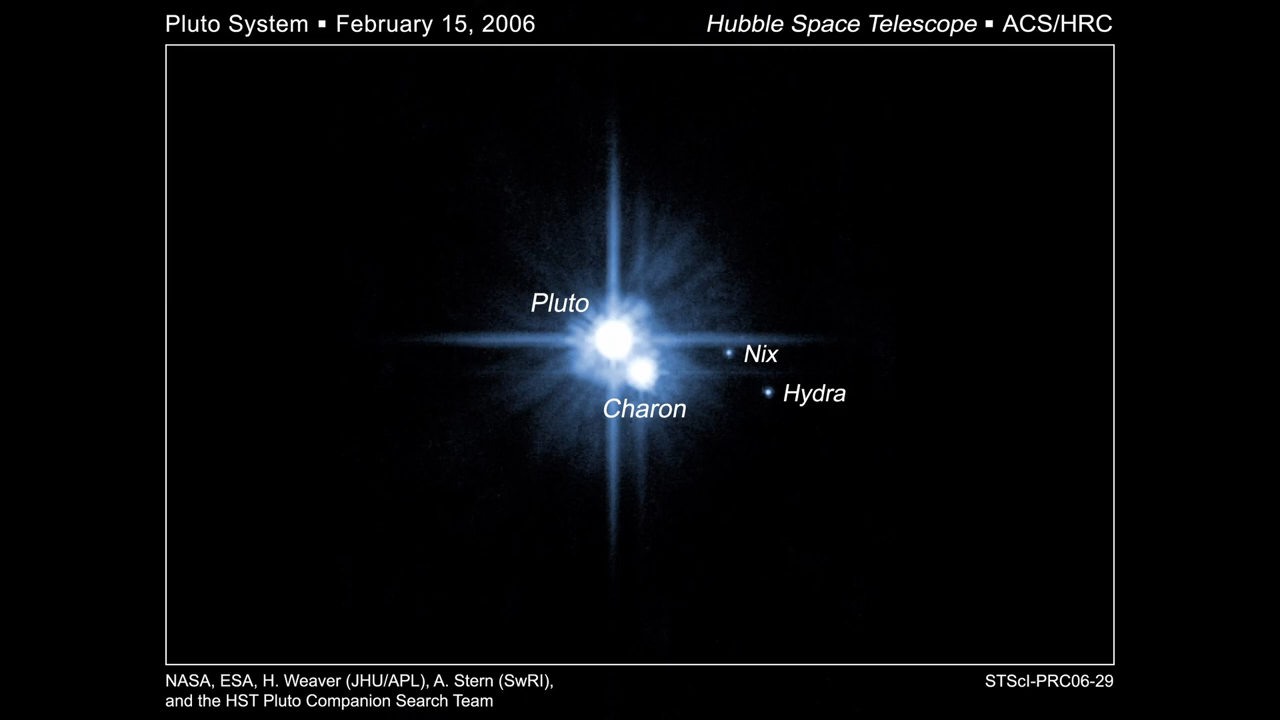 Pluto System ▪ February 15, 2006
Hubble Space Telescope ▪ ACS/HRC
Pluto
Nix
Hydra
Charon
NASA, ESA, H. Weaver (JHU/APL), A. Stern (SwRI),
and the HST Pluto Companion Search Team
STScI-PRC06-29